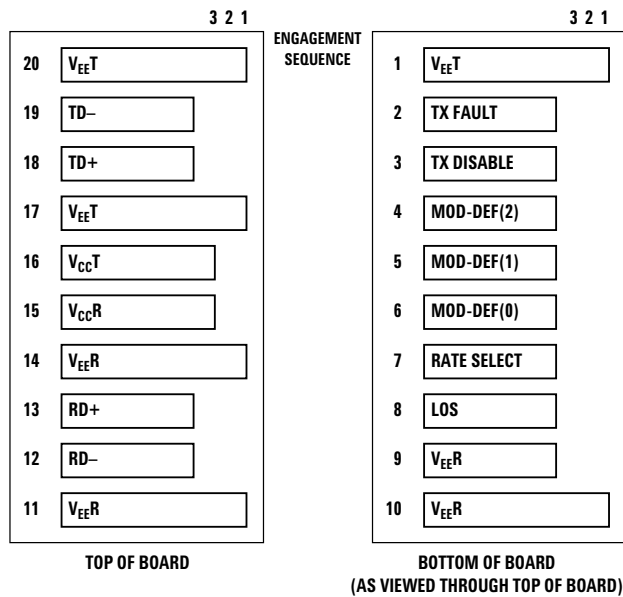 3 2 1
ENGAGEMENT
SEQUENCE
3 2 1
20 VEET
19 TD–
18 TD+
17 VEET
16 VCCT
15 VCCR
14 VEER
13 RD+
12 RD–
11 VEER
TOP OF BOARD
1 VEET
2 TX FAULT
3 TX DISABLE
4 MOD-DEF(2)
5 MOD-DEF(1)
6 MOD-DEF(0)
7 RATE SELECT
8 LOS
9 VEER
10 VEER
BOTTOM OF BOARD
(AS VIEWED THROUGH TOP OF BOARD)